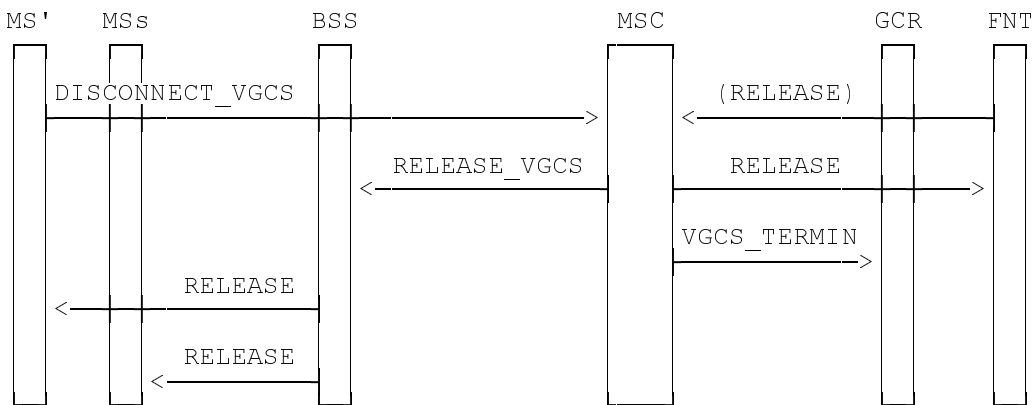 MS' MSs BSS MSC GCR FNT
DISCONNECT_VGCS (RELEASE)
RELEASE_VGCS RELEASE
VGCS_TERMIN
RELEASE
RELEASE